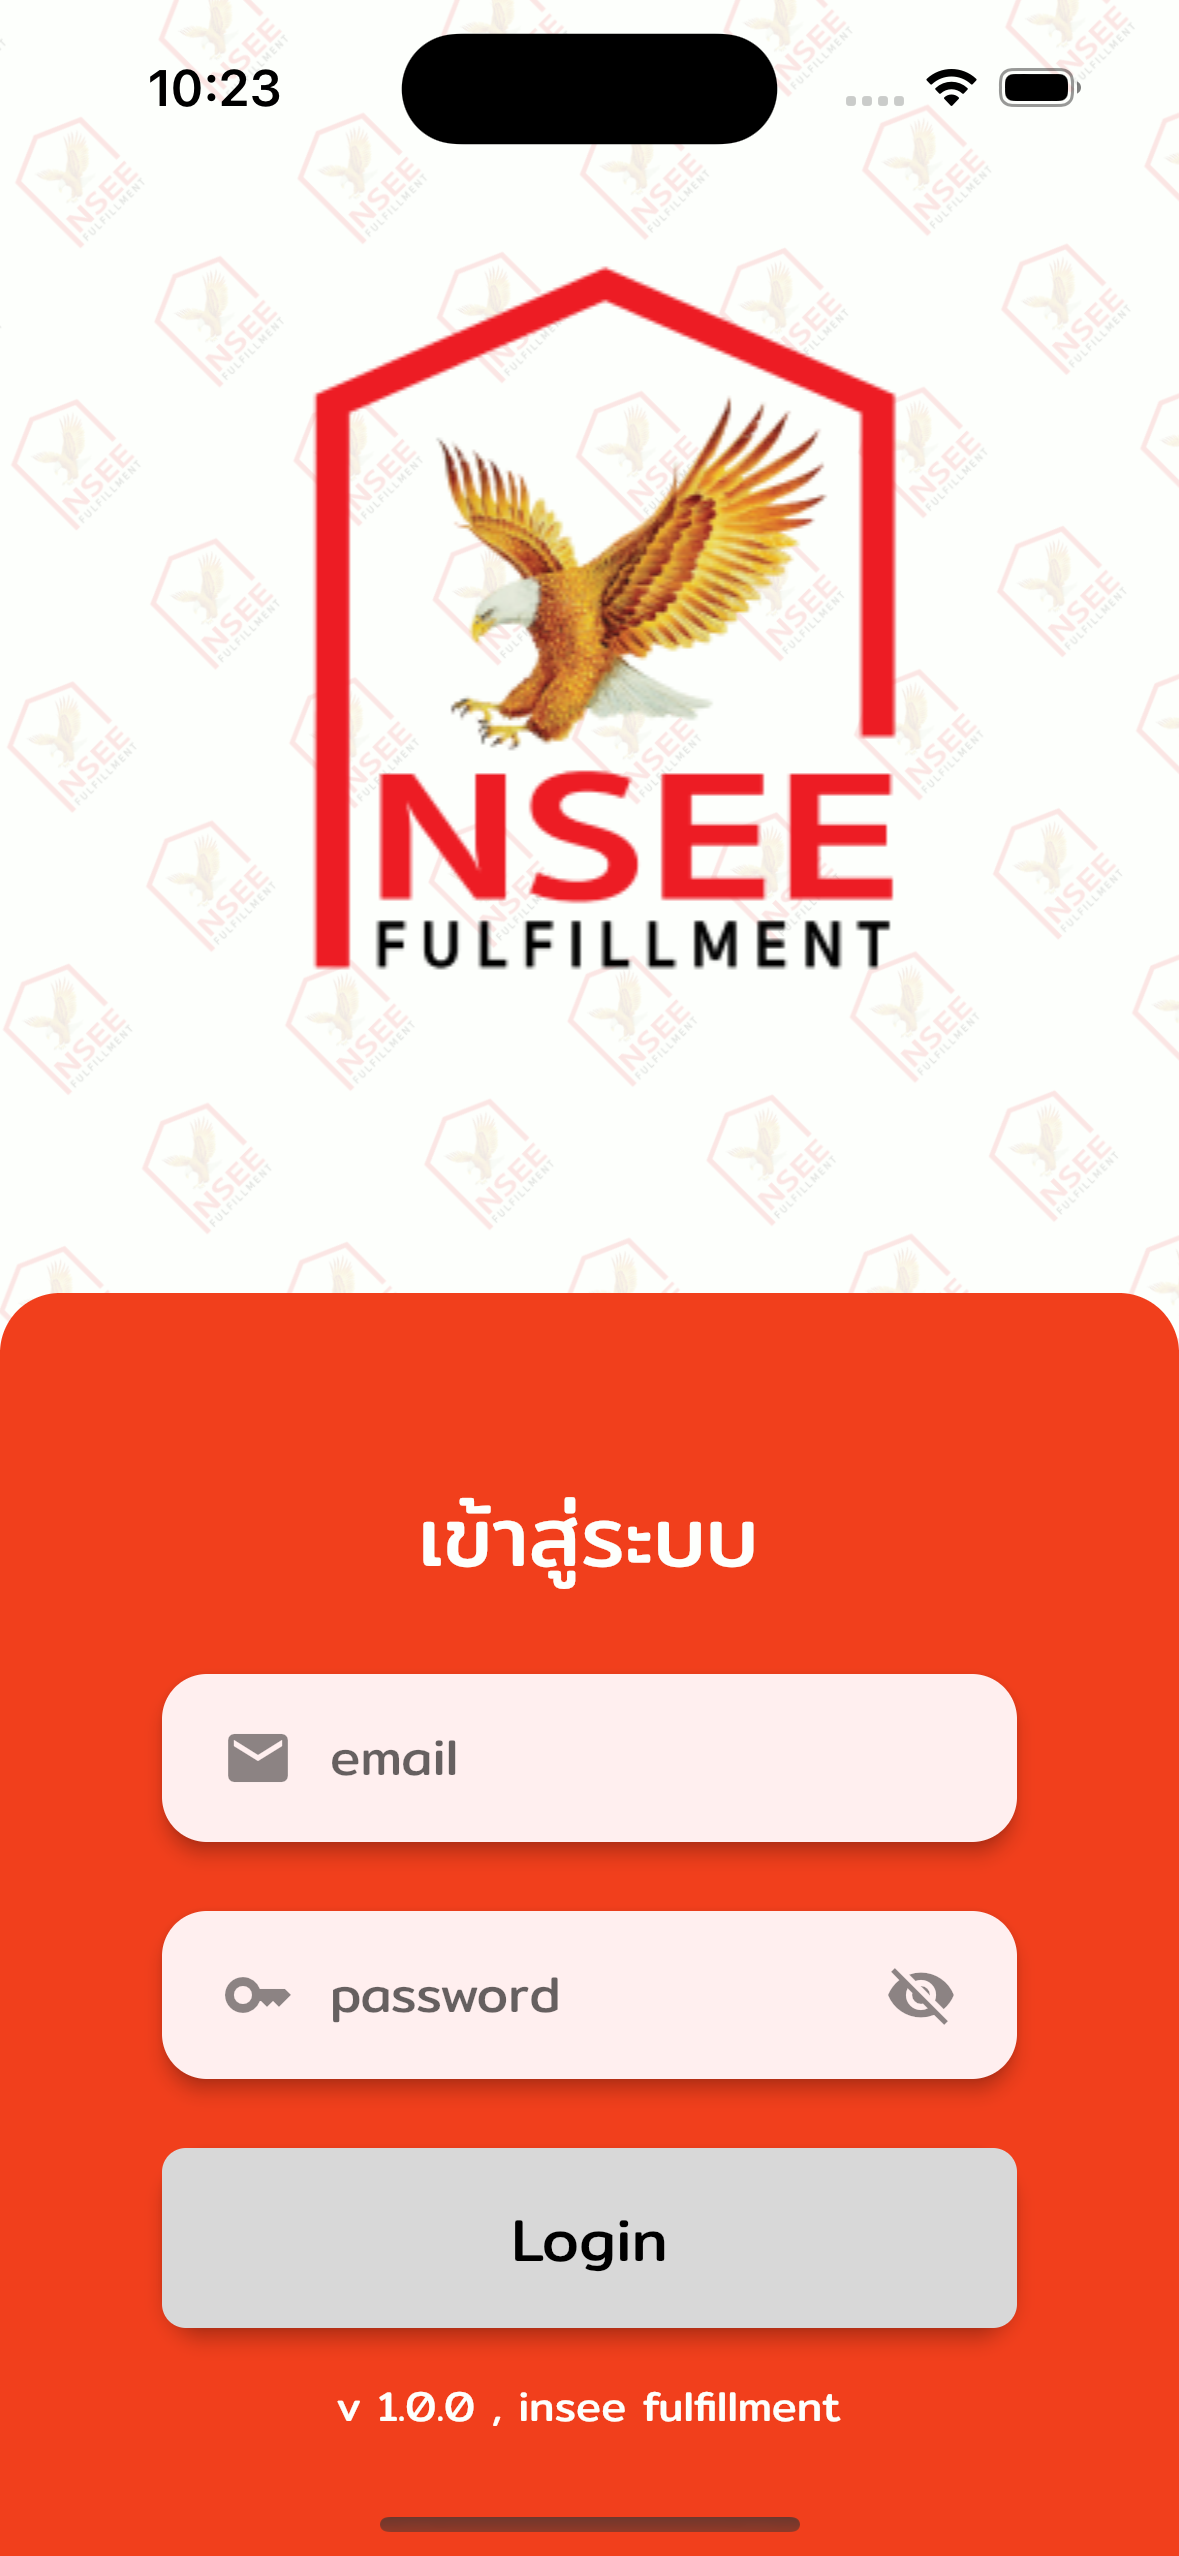 10:23
NSEE
FULFILLMENT
เข้าสู่ระบบ
email
password
Login
v 1.0.0 , insee fulfillment